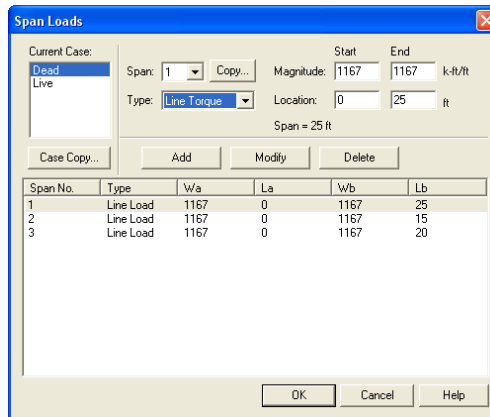 Span Loads
Current Case:
Dead
Live
Case Copy...
Span: 1 Copy...
Type: Line Torque
Start End
Magnitude: 1167 1167 k-ft/ft
Location: 0 25 ft
Span = 25 ft
Add Modify Delete
Span No. Type Wa La Wb Lb
1 Line Load 1167 0 1167 25
2 Line Load 1167 0 1167 15
3 Line Load 1167 0 1167 20
OK Cancel Help